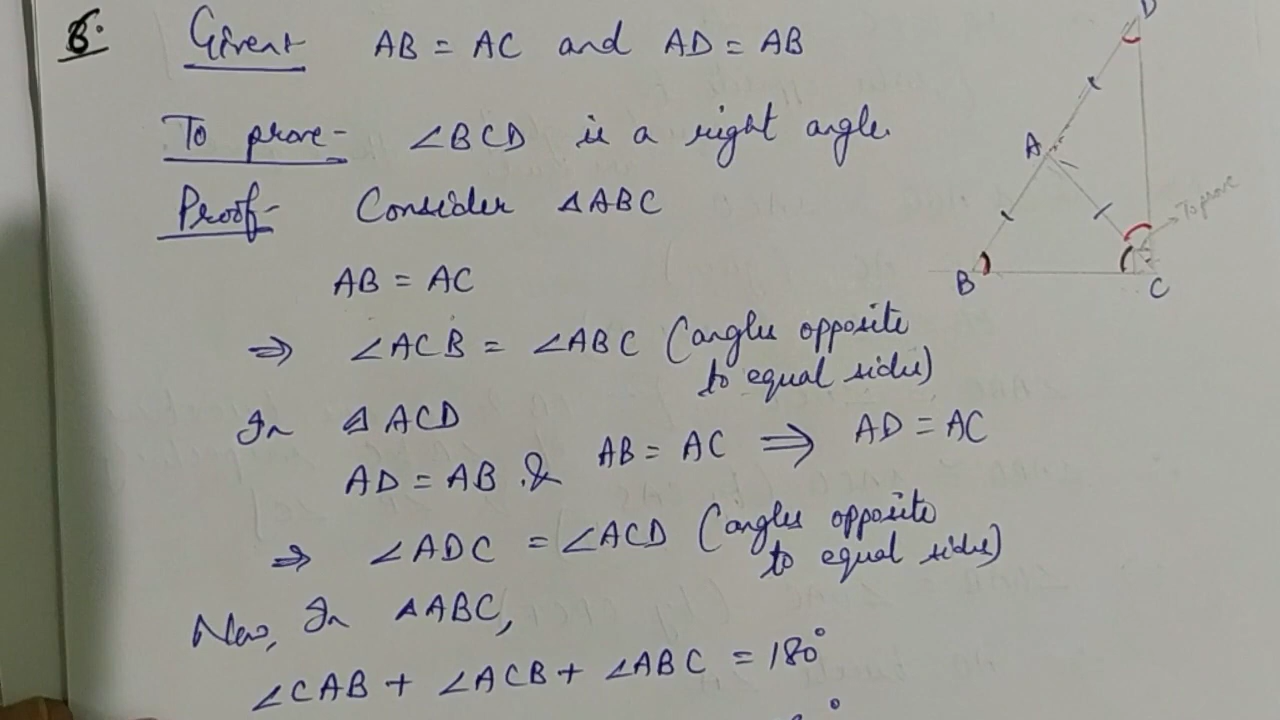 6.
Given- AB = AC and AD = AB
To prove- ∠BCD is a right angle.
Proof- Consider ΔABC
AB = AC
⇒ ∠ACB = ∠ABC (angles opposite
to equal sides)
In Δ ACD
AD = AB & AB = AC ⇒ AD = AC
⇒ ∠ADC = ∠ACD (angles opposite
to equal sides)
Now, In ΔABC,
∠CAB + ∠ACB + ∠ABC = 180°
D
A
To prove
B
C